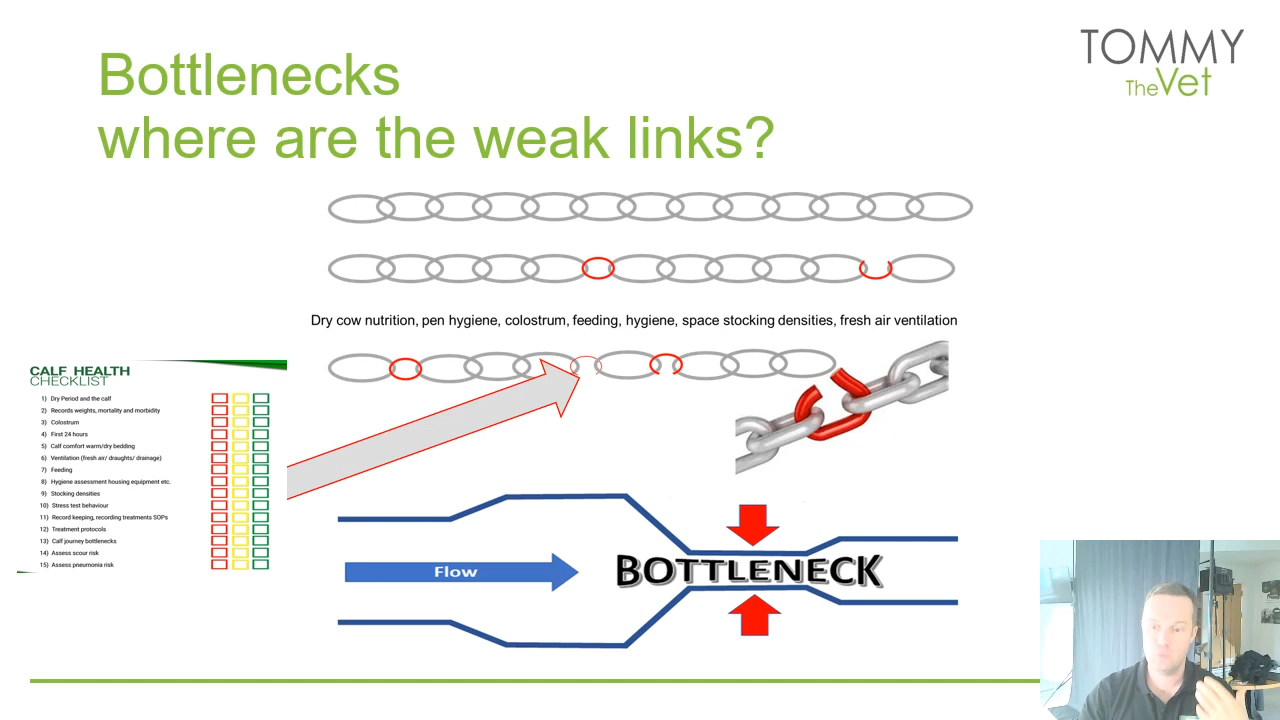 TOMMY
TheVet
Bottlenecks
where are the weak links?
Dry cow nutrition, pen hygiene, colostrum, feeding, hygiene, space stocking densities, fresh air ventilation
CALF HEALTH
CHECKLIST
1) Dry Period and the calf
2) Records weights, mortality and morbidity
3) Colostrum
4) First 24 hours
5) Calf comfort warm/dry bedding
6) Ventilation (fresh air/ draughts/ drainage)
7) Feeding
8) Hygiene assessment housing equipment etc.
9) Stocking densities
10) Stress test behaviour
11) Record keeping, recording treatments SOPs
12) Treatment protocols
13) Calf journey bottlenecks
14) Assess scour risk
15) Assess pneumonia risk
Flow
BOTTLENECK